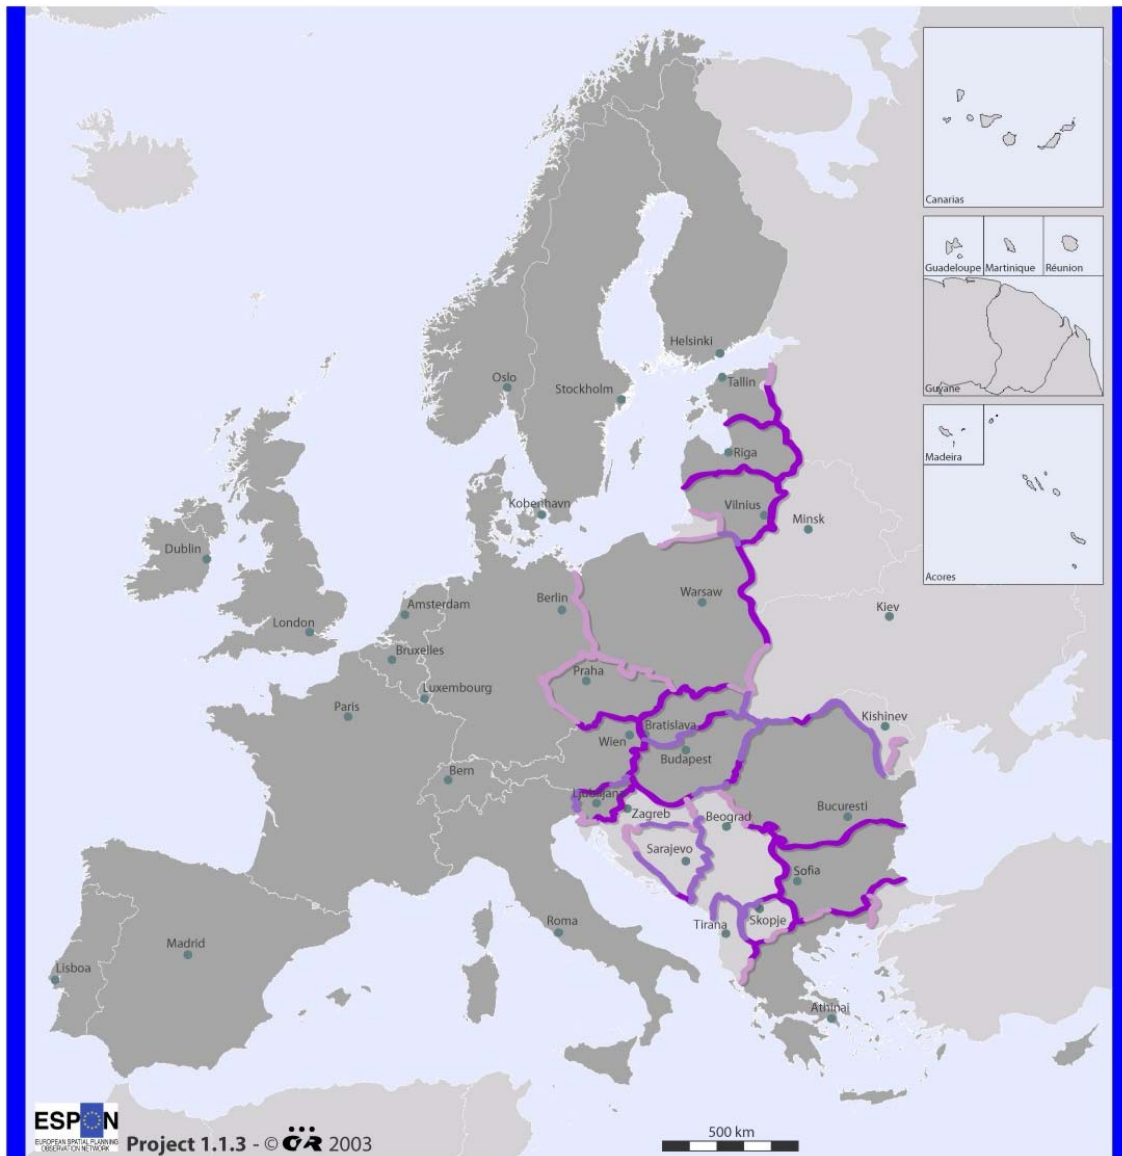 Canarias
Guadeloupe
Martinique
Réunion
Guyane
Madeira
Acores
Helsinki
Tallin
Oslo
Stockholm
Riga
Kobenhavn
Vilnius
Minsk
Dublin
Amsterdam
Berlin
Warsaw
Kiev
London
Bruxelles
Praha
Luxembourg
Paris
Kishinev
Bratislava
Wien
Budapest
Bern
Ljubljana
Zagreb
Beograd
Bucuresti
Sarajevo
Sofia
Skopje
Tirana
Roma
Madrid
Lisboa
Athinai
ESPON
EUROPEAN SPATIAL PLANNING
OBSERVATION NETWORK
Project 1.1.3 - © ÖIR 2003
500 km